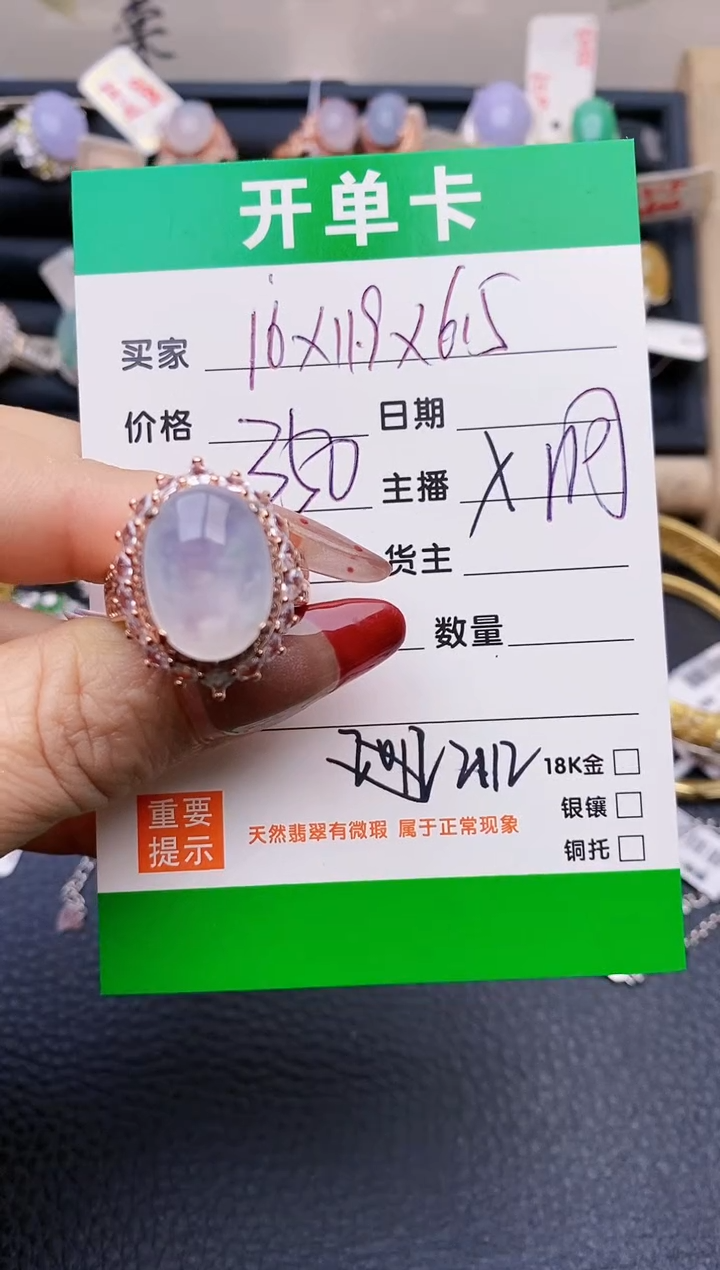 开单卡
买家 16x11.9x6.5
价格 350 日期
主播
货主
数量
18K金
银镶
铜托
重要
提示
天然翡翠有微瑕 属于正常现象